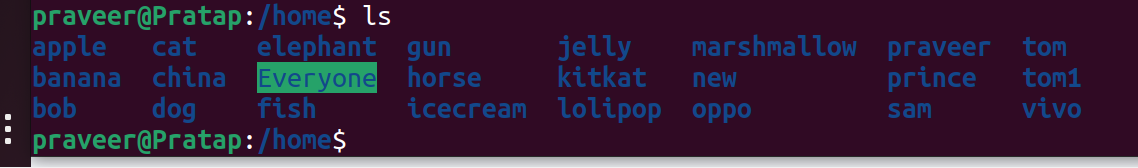 praveer@Pratap:/home$ ls
apple cat elephant gun jelly marshmallow praveer tom
banana china Everyone horse kitkat new prince tom1
bob dog fish icecream lolipop oppo sam vivo
praveer@Pratap:/home$